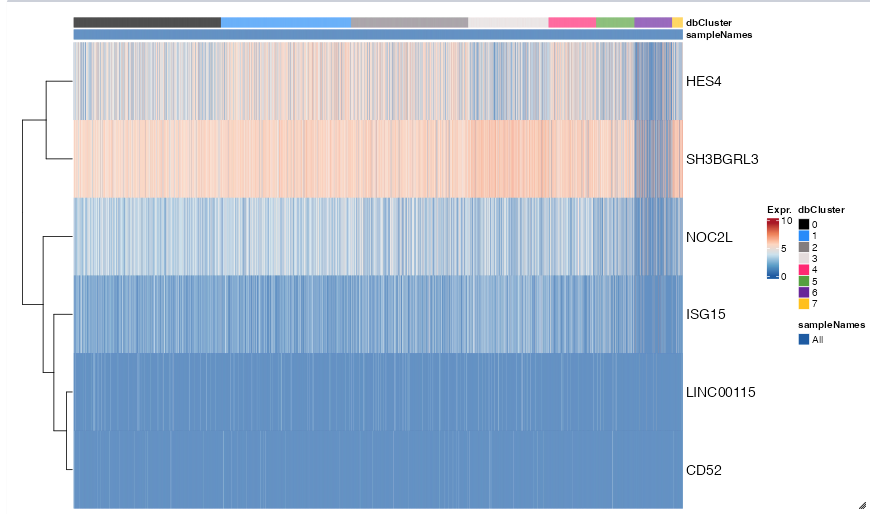 dbCluster
sampleNames
HES4
SH3BGRL3
NOC2L
ISG15
LINC00115
CD52
Expr.
10
5
0
dbCluster
0
1
2
3
4
5
6
7
sampleNames
All